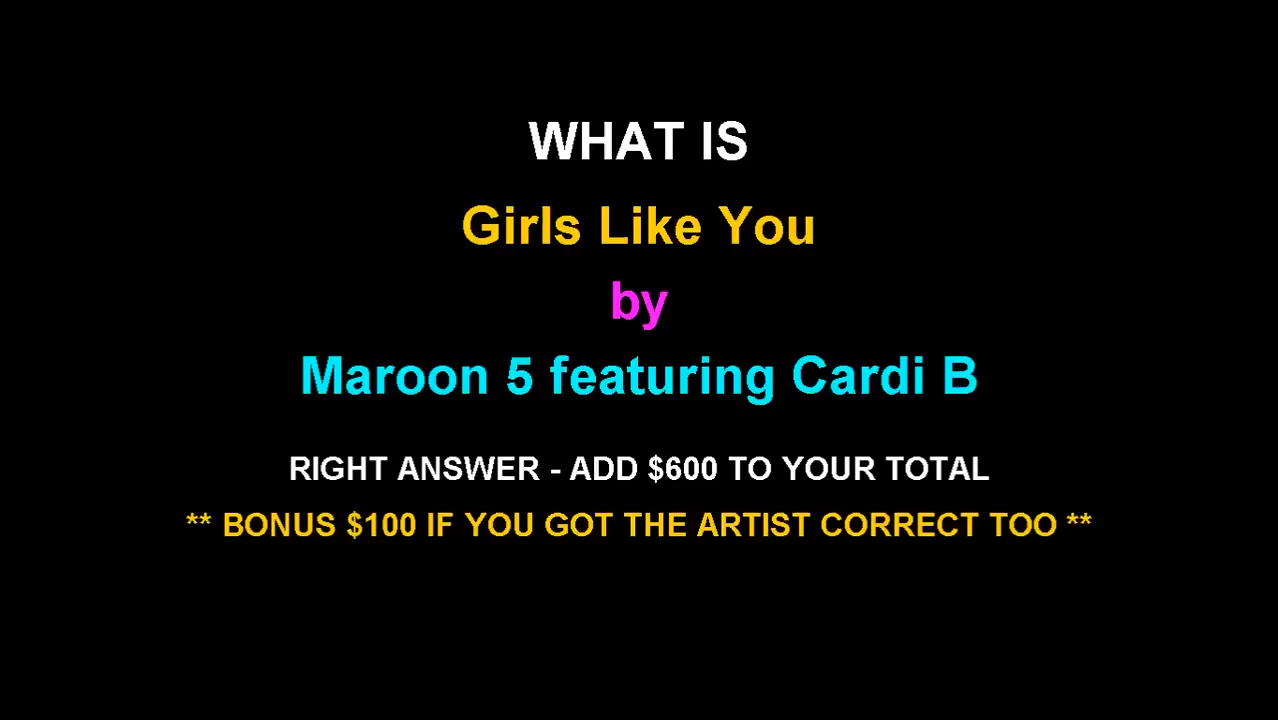 WHAT IS
Girls Like You
by
Maroon 5 featuring Cardi B
RIGHT ANSWER - ADD $600 TO YOUR TOTAL
** BONUS $100 IF YOU GOT THE ARTIST CORRECT TOO **